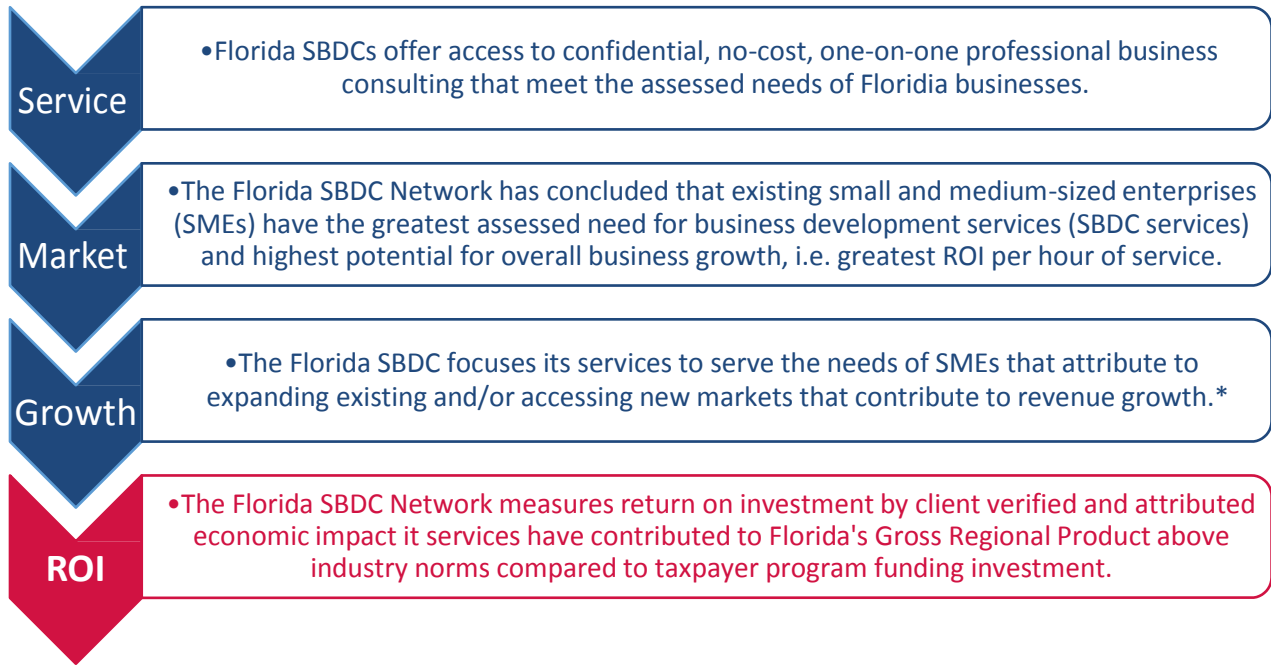 Service
•Florida SBDCs offer access to confidential, no-cost, one-on-one professional business
consulting that meet the assessed needs of Floridia businesses.
Market
•The Florida SBDC Network has concluded that existing small and medium-sized enterprises
(SMEs) have the greatest assessed need for business development services (SBDC services)
and highest potential for overall business growth, i.e. greatest ROI per hour of service.
Growth
•The Florida SBDC focuses its services to serve the needs of SMEs that attribute to
expanding existing and/or accessing new markets that contribute to revenue growth.*
ROI
•The Florida SBDC Network measures return on investment by client verified and attributed
economic impact it services have contributed to Florida's Gross Regional Product above
industry norms compared to taxpayer program funding investment.